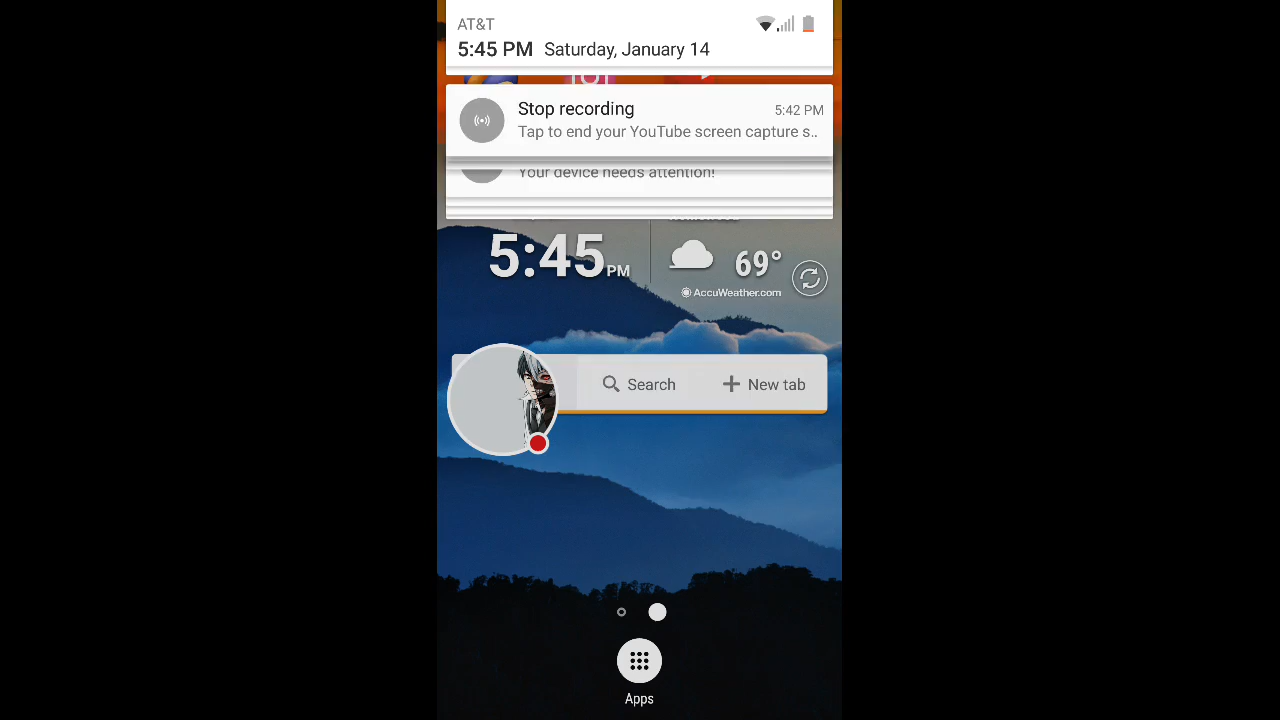 AT&T
5:45 PM Saturday, January 14
Stop recording
5:42 PM
Tap to end your YouTube screen capture s..
Your device needs attention!
5:45 PM
69°
AccuWeather.com
Search
New tab
Apps